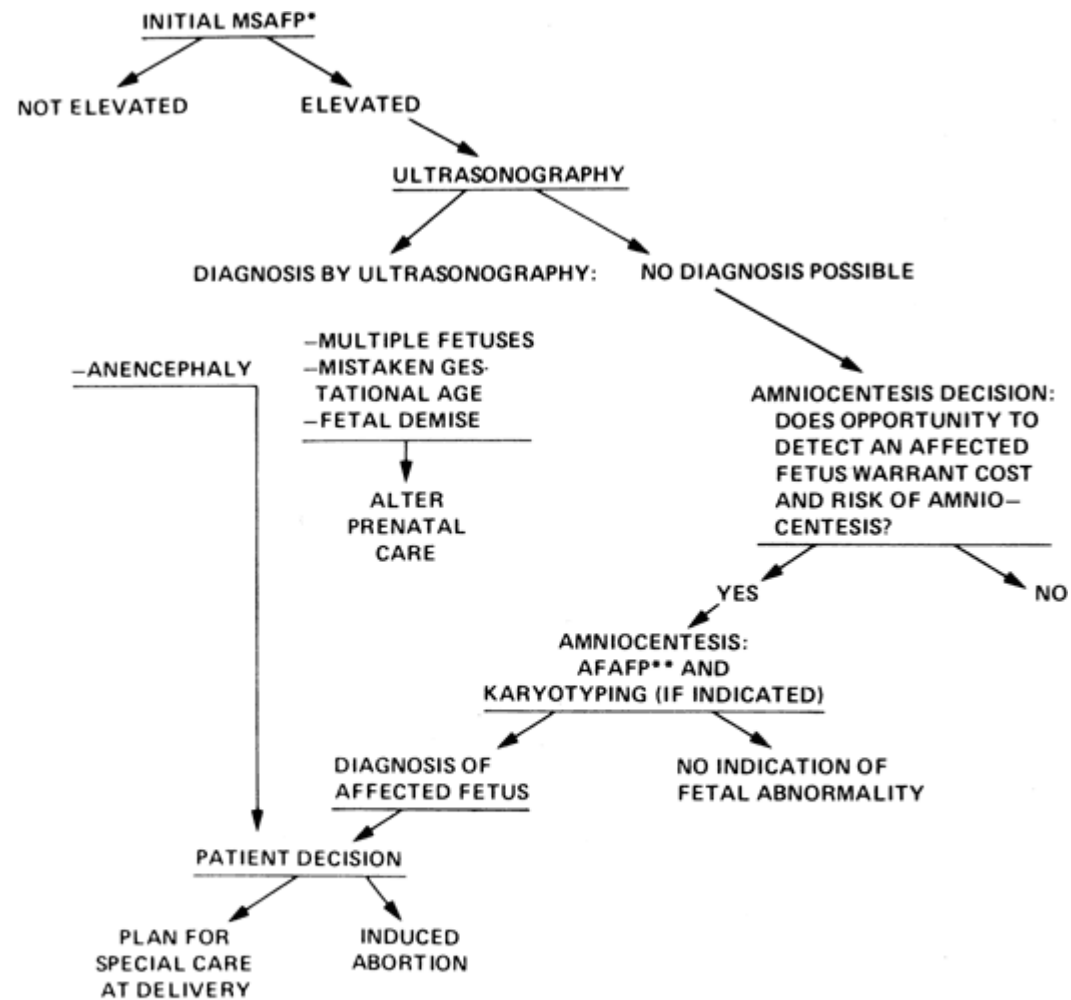 INITIAL MSAFP*
NOT ELEVATED
ELEVATED
ULTRASONOGRAPHY
DIAGNOSIS BY ULTRASONOGRAPHY:
NO DIAGNOSIS POSSIBLE
–ANENCEPHALY
–MULTIPLE FETUSES
–MISTAKEN GES-
TATIONAL AGE
–FETAL DEMISE
ALTER
PRENATAL
CARE
AMNIOCENTESIS DECISION:
DOES OPPORTUNITY TO
DETECT AN AFFECTED
FETUS WARRANT COST
AND RISK OF AMNIO–
CENTESIS?
YES
NO
AMNIOCENTESIS:
AFAFP** AND
KARYOTYPING (IF INDICATED)
DIAGNOSIS OF
AFFECTED FETUS
NO INDICATION OF
FETAL ABNORMALITY
PATIENT DECISION
PLAN FOR
SPECIAL CARE
AT DELIVERY
INDUCED
ABORTION